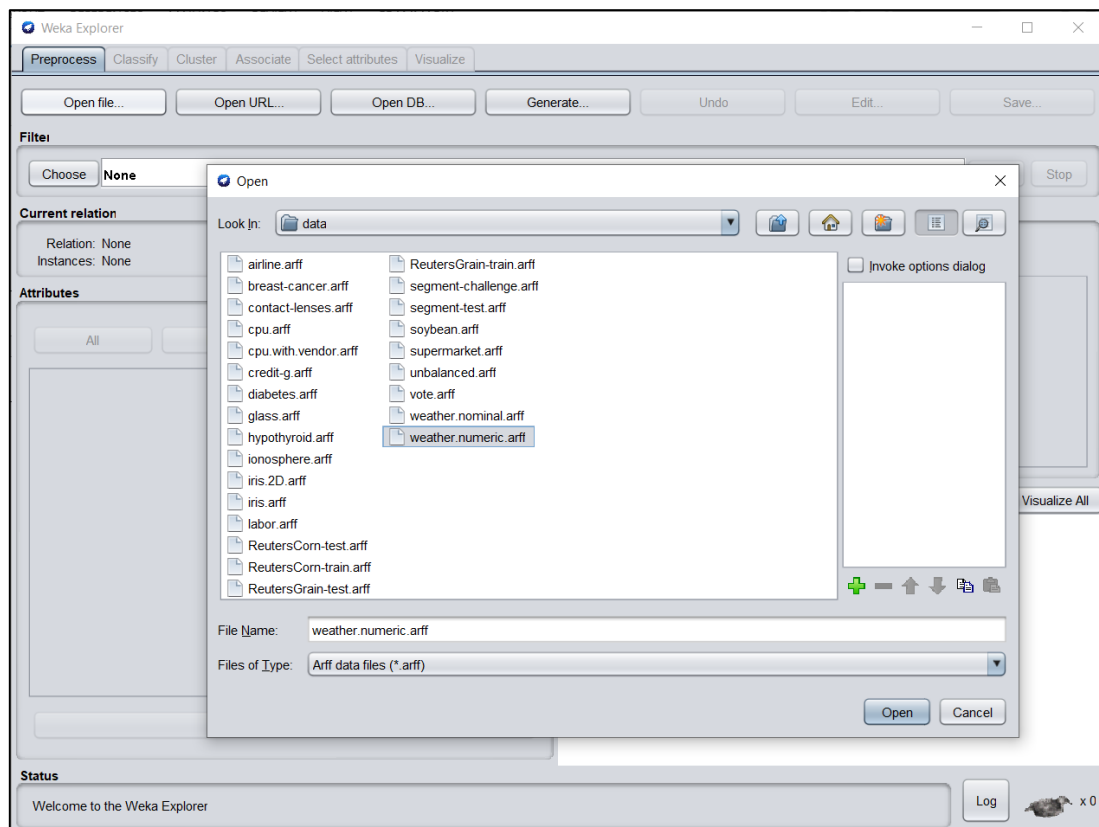 Weka Explorer
Preprocess Classify Cluster Associate Select attributes Visualize
Open file... Open URL... Open DB... Generate... Undo Edit... Save...
Filter
Choose None Stop
Open
Look In: data
Current relation
Relation: None
Instances: None
Attributes
All
airline.arff
breast-cancer.arff
contact-lenses.arff
cpu.arff
cpu.with.vendor.arff
credit-g.arff
diabetes.arff
glass.arff
hypothyroid.arff
ionosphere.arff
iris.2D.arff
iris.arff
labor.arff
ReutersCorn-test.arff
ReutersCorn-train.arff
ReutersGrain-test.arff
ReutersGrain-train.arff
segment-challenge.arff
segment-test.arff
soybean.arff
supermarket.arff
unbalanced.arff
vote.arff
weather.nominal.arff
weather.numeric.arff
Invoke options dialog
Visualize All
File Name: weather.numeric.arff
Files of Type: Arff data files (*.arff)
Open Cancel
Status
Welcome to the Weka Explorer
Log x 0